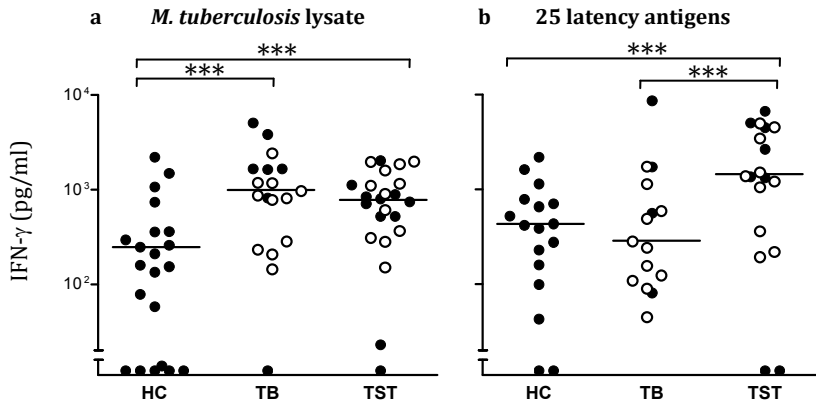 a M. tuberculosis lysate
b 25 latency antigens
***
***
***
***
IFN-γ (pg/ml)
10⁴
10³
10²
HC TB TST
HC TB TST